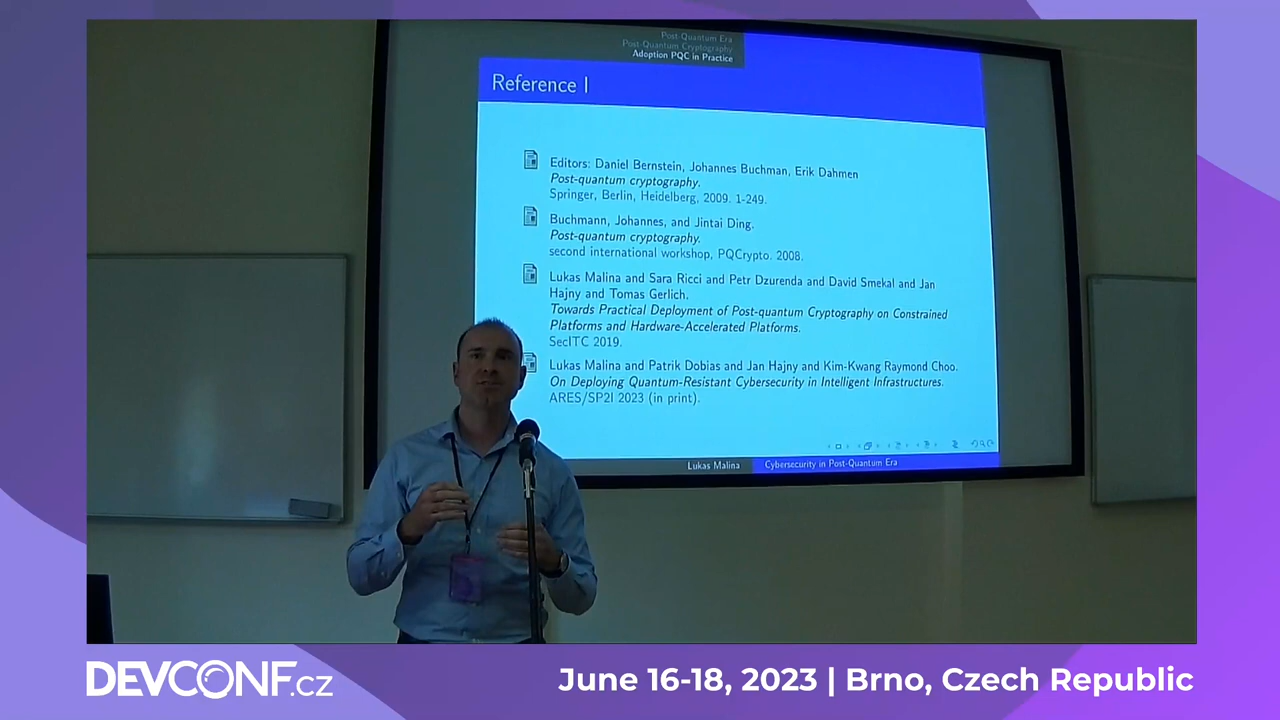 Post-Quantum Era
Post-Quantum Cryptography
Adoption PQC in Practice
Reference I
Editors: Daniel Bernstein, Johannes Buchman, Erik Dahmen
Post-quantum cryptography.
Springer, Berlin, Heidelberg, 2009. 1-249.
Buchmann, Johannes, and Jintai Ding.
Post-quantum cryptography.
second international workshop, PQCrypto. 2008.
Lukas Malina and Sara Ricci and Petr Dzurenda and David Smekal and Jan
Hajny and Tomas Gerlich.
Towards Practical Deployment of Post-quantum Cryptography on Constrained
Platforms and Hardware-Accelerated Platforms.
SecITC 2019.
Lukas Malina and Patrik Dobias and Jan Hajny and Kim-Kwang Raymond Choo.
On Deploying Quantum-Resistant Cybersecurity in Intelligent Infrastructures.
ARES/SP2I 2023 (in print).
Lukas Malina
Cybersecurity in Post-Quantum Era
DEVCONF.cz
June 16-18, 2023 | Brno, Czech Republic